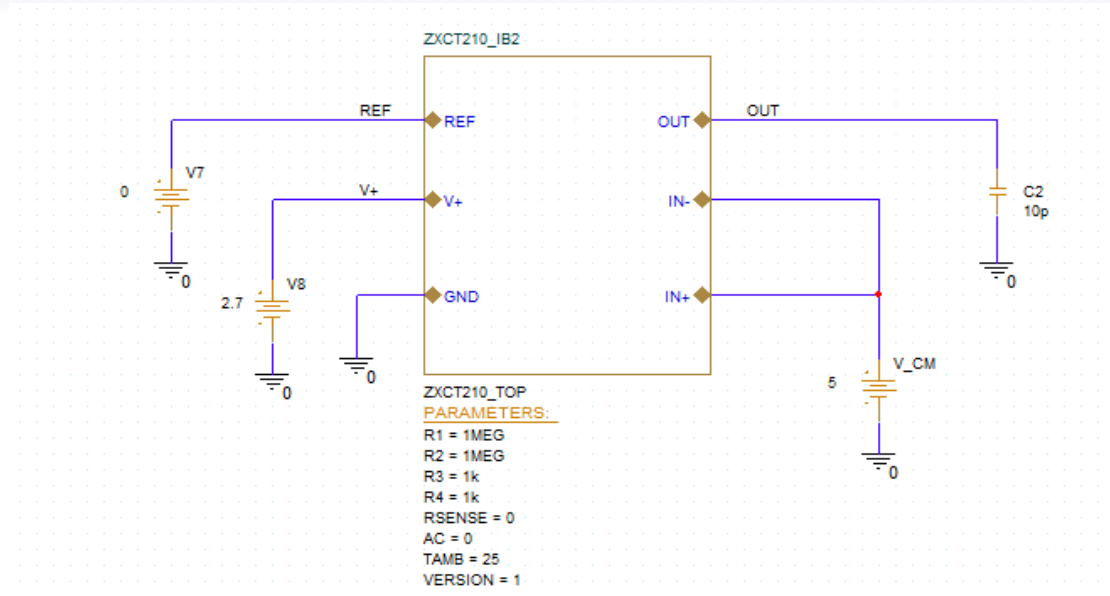 ZXCT210_IB2
REF
REF
OUT
OUT
V7
0
0
V+
V+
IN-
C2
10p
0
V8
2.7
0
GND
0
IN+
V_CM
5
0
ZXCT210_TOP
PARAMETERS:
R1 = 1MEG
R2 = 1MEG
R3 = 1k
R4 = 1k
RSENSE = 0
AC = 0
TAMB = 25
VERSION = 1